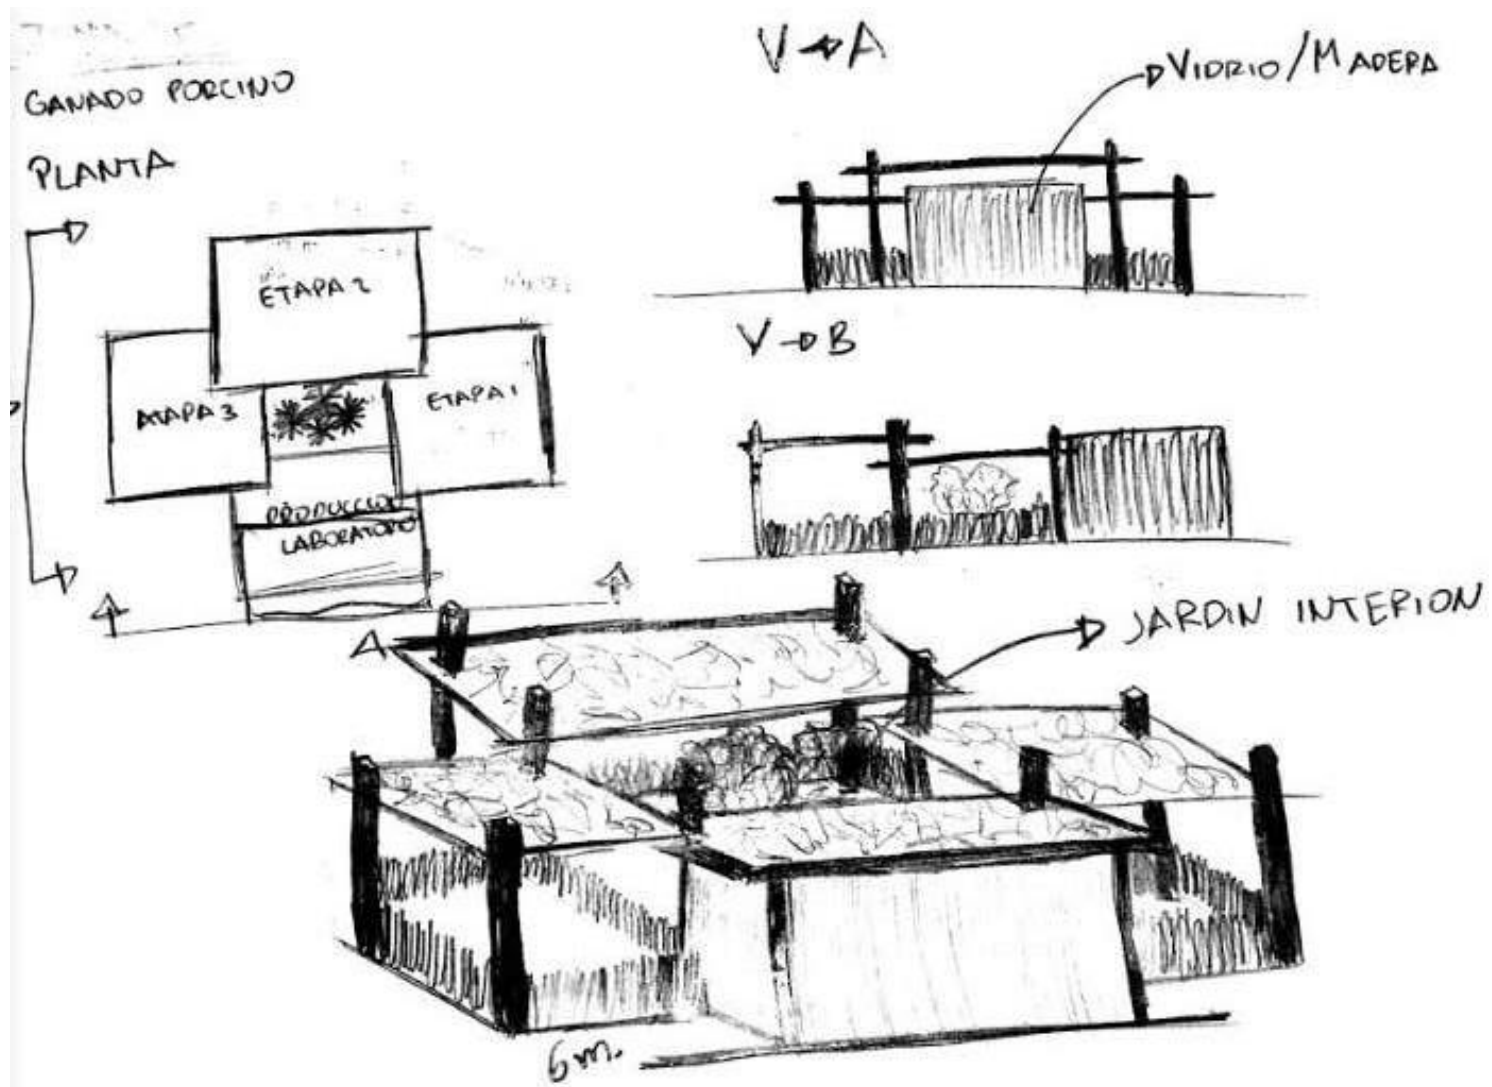 GANADO PORCINO
PLANTA
ETAPA 2
ATAPA 3
ETAPA 1
PRODUCCION
LABORATORIO
V→A
VIDRIO/MADERA
V→B
A
JARDIN INTERIOR
6m.